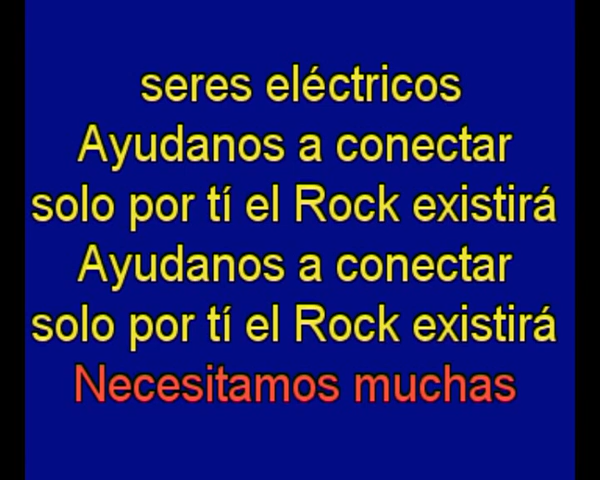 seres eléctricos
Ayudanos a conectar
solo por tí el Rock existirá
Ayudanos a conectar
solo por tí el Rock existirá
Necesitamos muchas